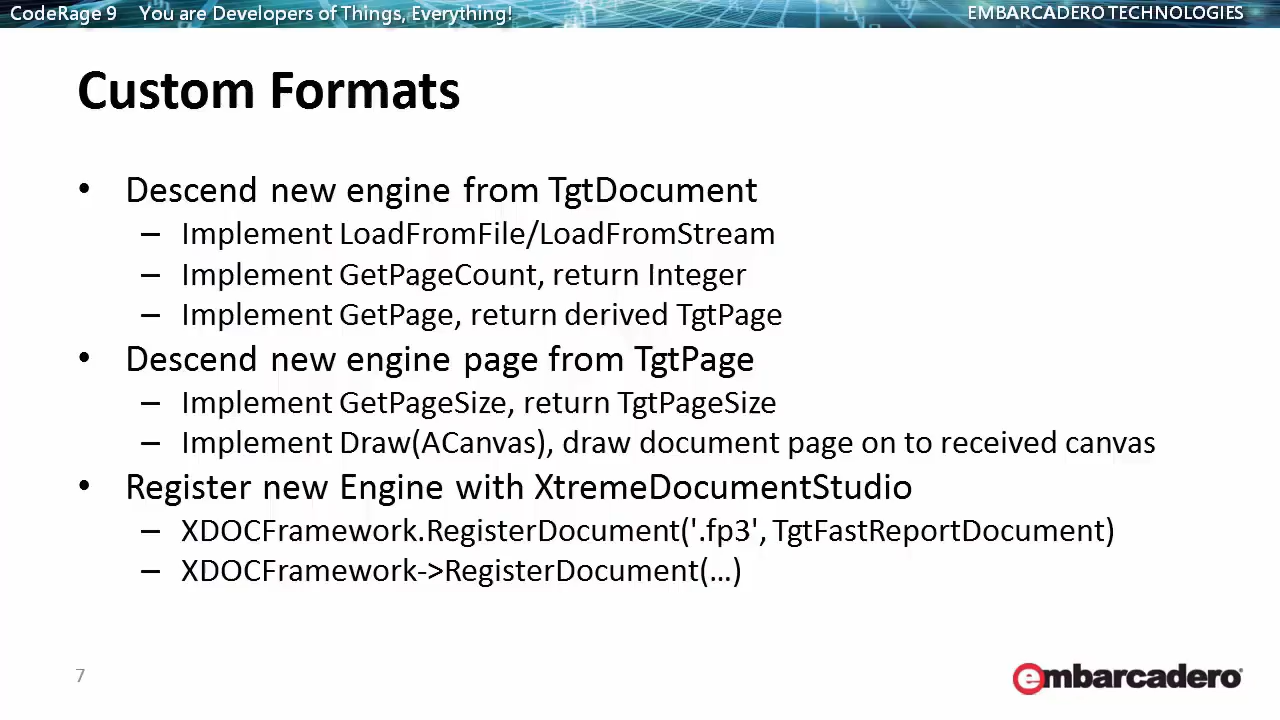 CodeRage 9 You are Developers of Things, Everything!
EMBARCADERO TECHNOLOGIES
Custom Formats
• Descend new engine from TgtDocument
– Implement LoadFromFile/LoadFromStream
– Implement GetPageCount, return Integer
– Implement GetPage, return derived TgtPage
• Descend new engine page from TgtPage
– Implement GetPageSize, return TgtPageSize
– Implement Draw(ACanvas), draw document page on to received canvas
• Register new Engine with XtremeDocumentStudio
– XDOCFramework.RegisterDocument('.fp3', TgtFastReportDocument)
– XDOCFramework->RegisterDocument(…)
7
embarcadero